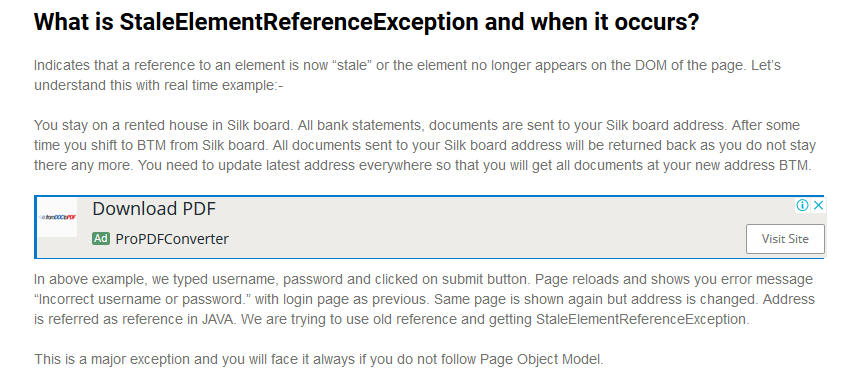 What is StaleElementReferenceException and when it occurs?
Indicates that a reference to an element is now “stale” or the element no longer appears on the DOM of the page. Let’s
understand this with real time example:-
You stay on a rented house in Silk board. All bank statements, documents are sent to your Silk board address. After some
time you shift to BTM from Silk board. All documents sent to your Silk board address will be returned back as you do not stay
there any more. You need to update latest address everywhere so that you will get all documents at your new address BTM.
fromDOCtoPDF
Download PDF
Ad ProPDFConverter
Visit Site
In above example, we typed username, password and clicked on submit button. Page reloads and shows you error message
“Incorrect username or password.” with login page as previous. Same page is shown again but address is changed. Address
is referred as reference in JAVA. We are trying to use old reference and getting StaleElementReferenceException.
This is a major exception and you will face it always if you do not follow Page Object Model.